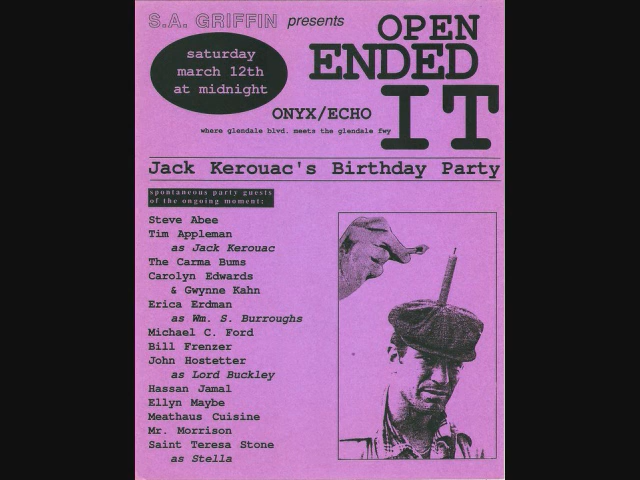 S.A. GRIFFIN presents
OPEN
ENDED
IT
saturday
march 12th
at midnight
ONYX/ECHO
where glendale blvd. meets the glendale fwy
Jack Kerouac's Birthday Party
spontaneous party guests
of the ongoing moment:
Steve Abee
Tim Appleman
as Jack Kerouac
The Carma Bums
Carolyn Edwards
& Gwynne Kahn
Erica Erdman
as Wm. S. Burroughs
Michael C. Ford
Bill Frenzer
John Hostetter
as Lord Buckley
Hassan Jamal
Ellyn Maybe
Meathaus Cuisine
Mr. Morrison
Saint Teresa Stone
as Stella